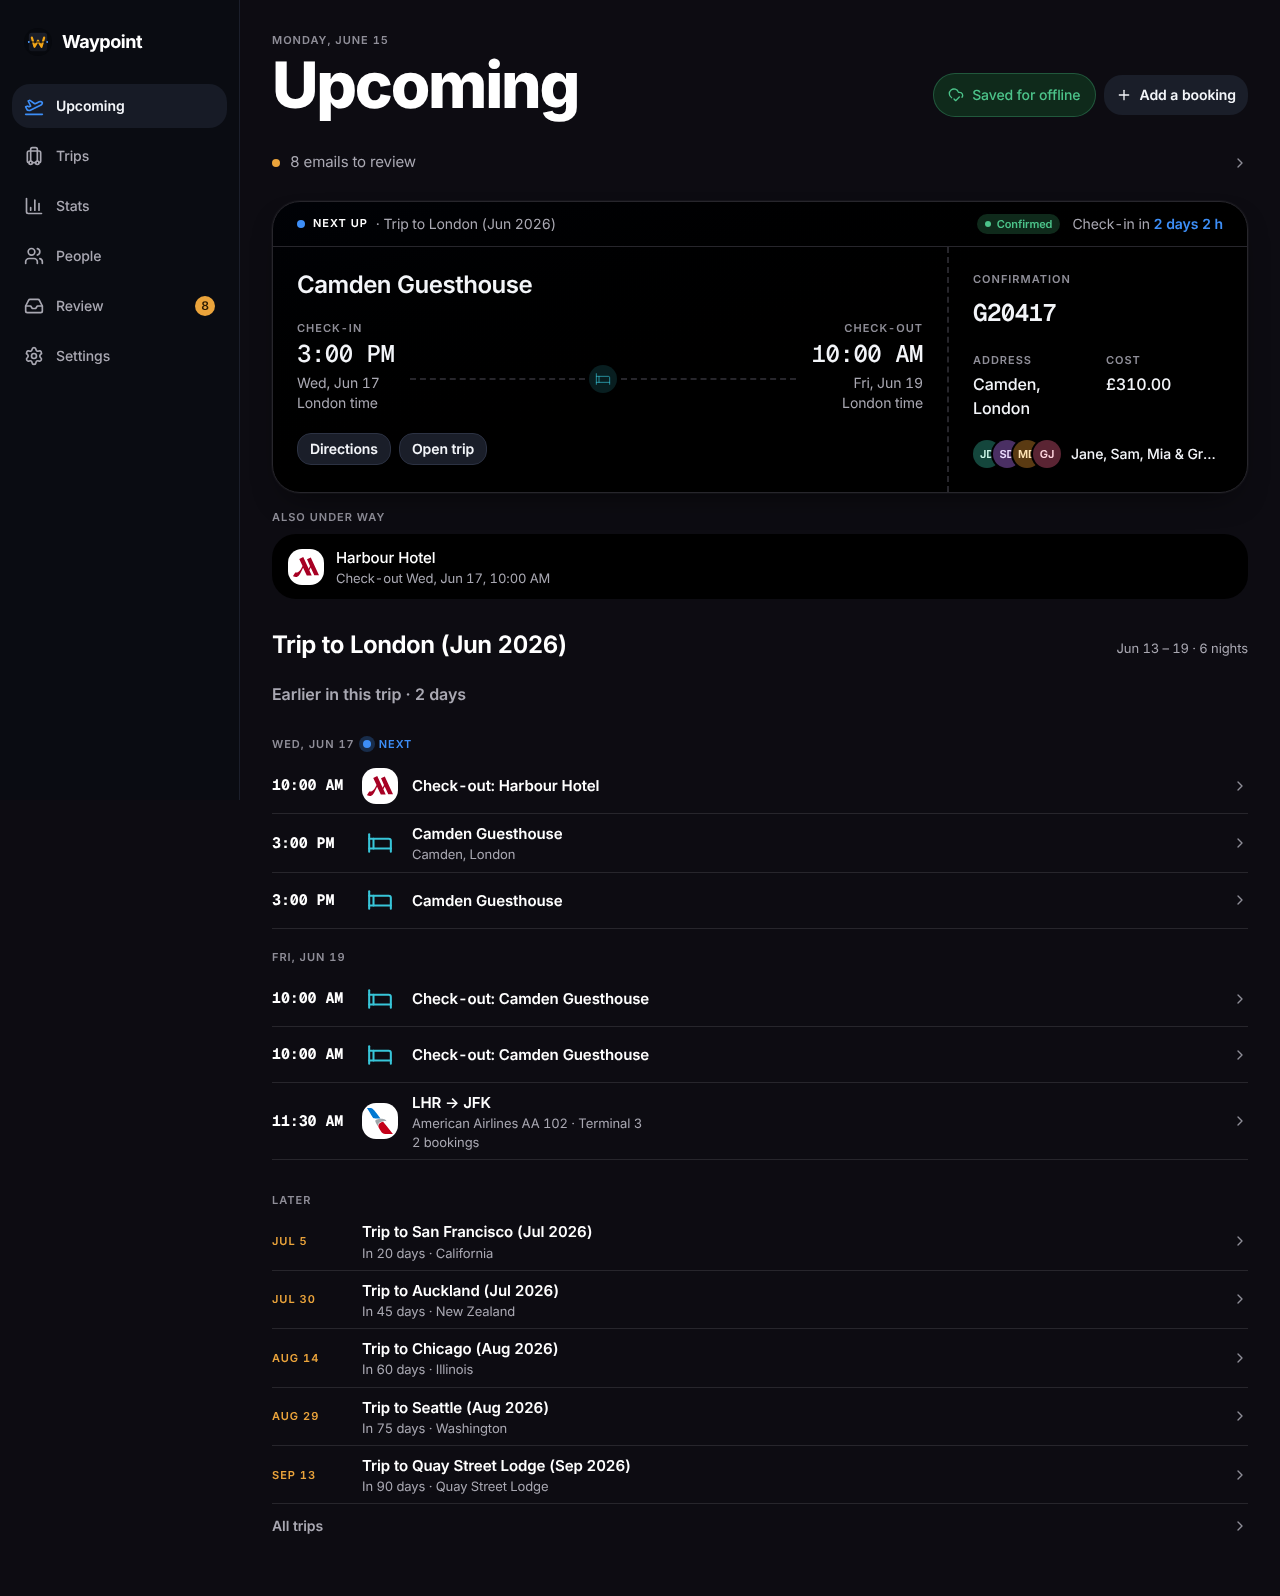 Waypoint
Upcoming
Trips
Stats
People
Review 8
Settings
MONDAY, JUNE 15
Upcoming
Saved for offline
Add a booking
8 emails to review
NEXT UP · Trip to London (Jun 2026)
Confirmed
Check-in in 2 days 2 h
Camden Guesthouse
CHECK-IN
3:00 PM
Wed, Jun 17
London time
CHECK-OUT
10:00 AM
Fri, Jun 19
London time
Directions
Open trip
CONFIRMATION
G20417
ADDRESS
Camden,
London
COST
£310.00
GJ
Jane, Sam, Mia & Gr...
ALSO UNDER WAY
Harbour Hotel
Check-out Wed, Jun 17, 10:00 AM
Trip to London (Jun 2026)
Jun 13 – 19 · 6 nights
Earlier in this trip · 2 days
WED, JUN 17 NEXT
10:00 AM Check-out: Harbour Hotel
3:00 PM Camden Guesthouse
Camden, London
3:00 PM Camden Guesthouse
FRI, JUN 19
10:00 AM Check-out: Camden Guesthouse
10:00 AM Check-out: Camden Guesthouse
11:30 AM LHR → JFK
American Airlines AA 102 · Terminal 3
2 bookings
LATER
JUL 5 Trip to San Francisco (Jul 2026)
In 20 days · California
JUL 30 Trip to Auckland (Jul 2026)
In 45 days · New Zealand
AUG 14 Trip to Chicago (Aug 2026)
In 60 days · Illinois
AUG 29 Trip to Seattle (Aug 2026)
In 75 days · Washington
SEP 13 Trip to Quay Street Lodge (Sep 2026)
In 90 days · Quay Street Lodge
All trips